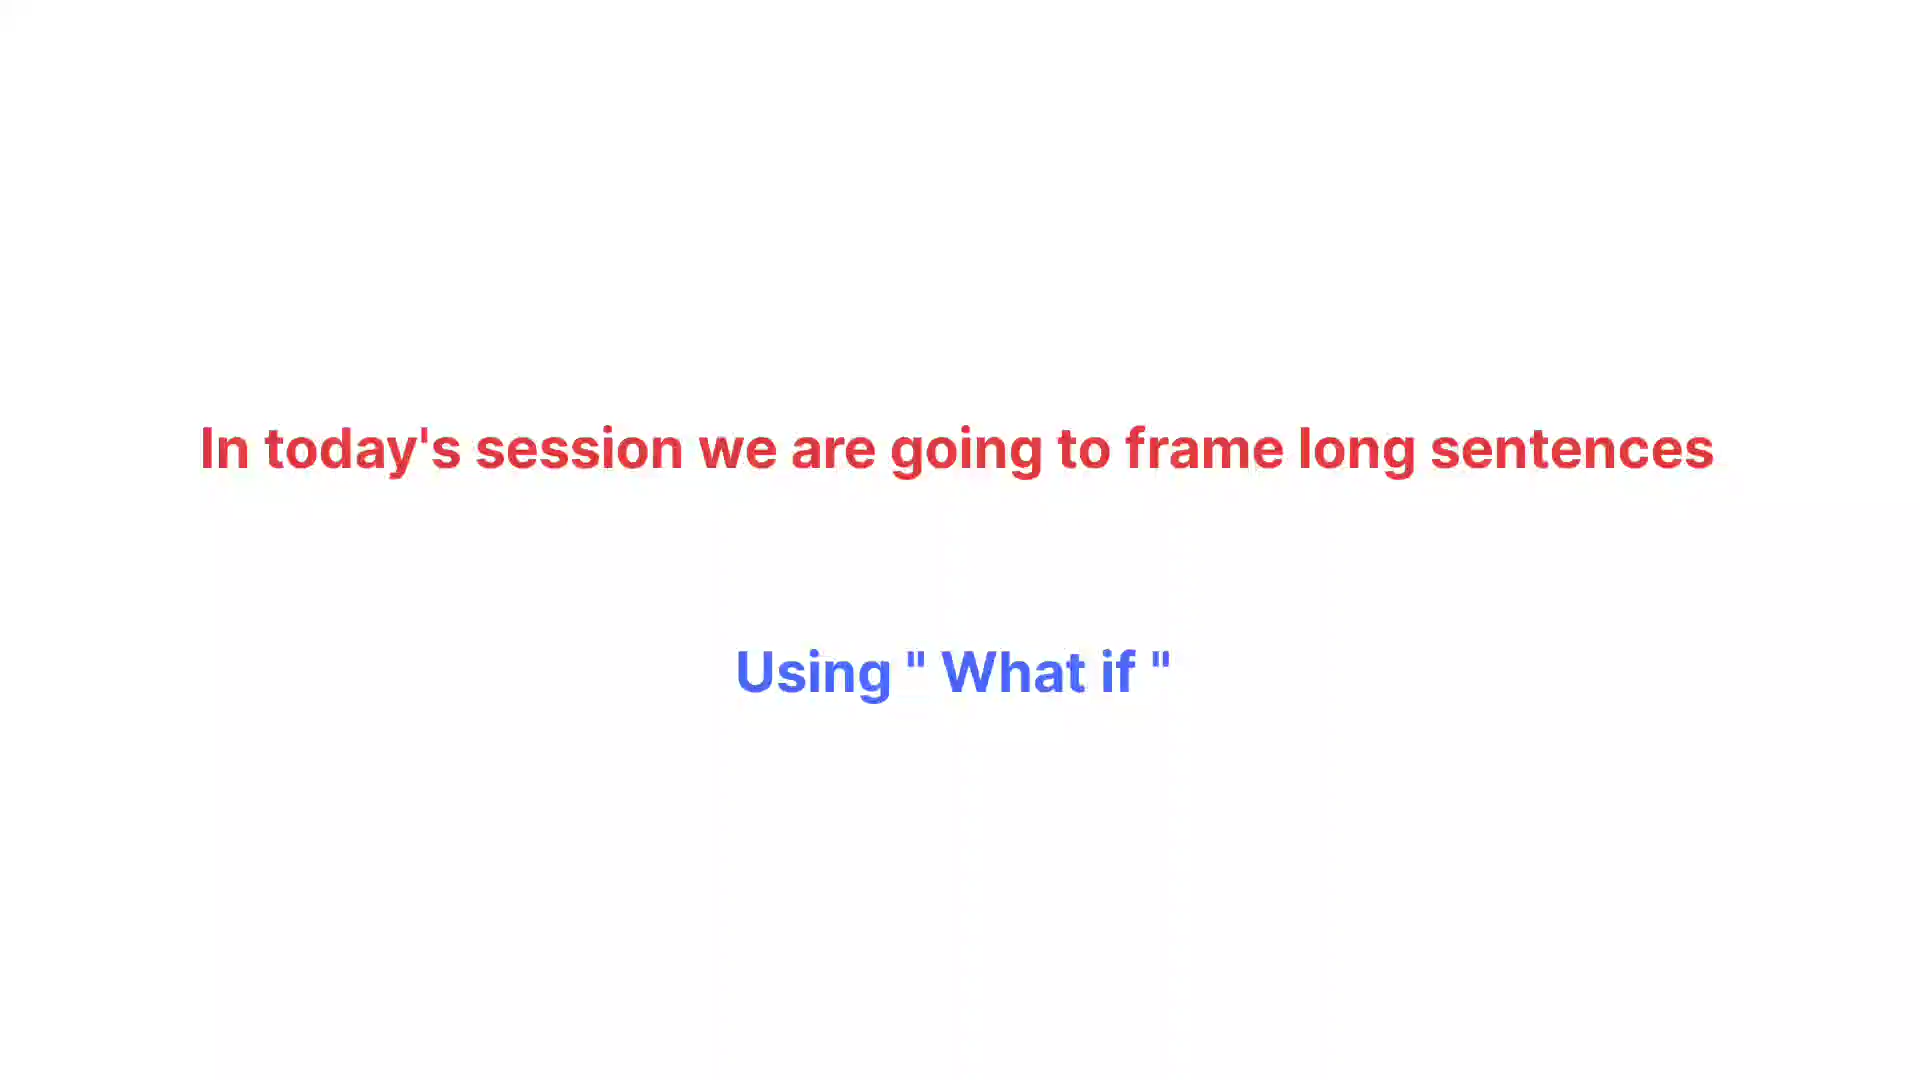 In today's session we are going to frame long sentences
Using " What if "